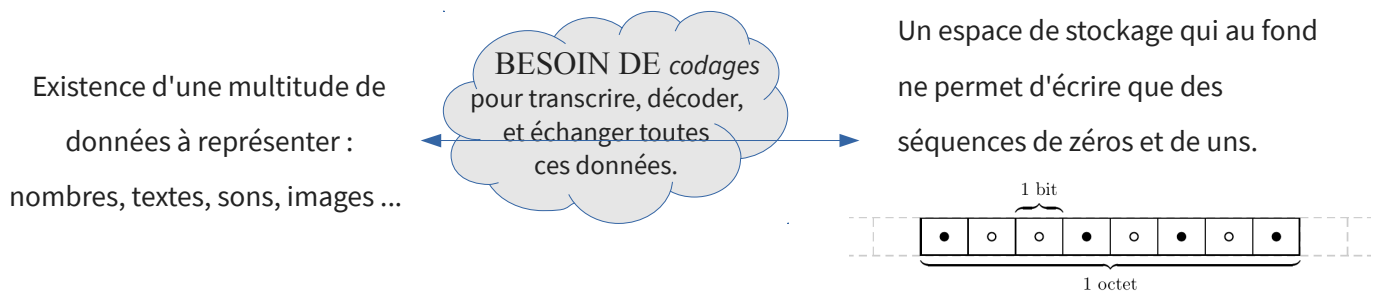 Existence d'une multitude de
données à représenter :
nombres, textes, sons, images ...
BESOIN DE codages
pour transcrire, décoder,
et échanger toutes
ces données.
Un espace de stockage qui au fond
ne permet d'écrire que des
séquences de zéros et de uns.
1 bit
1 octet